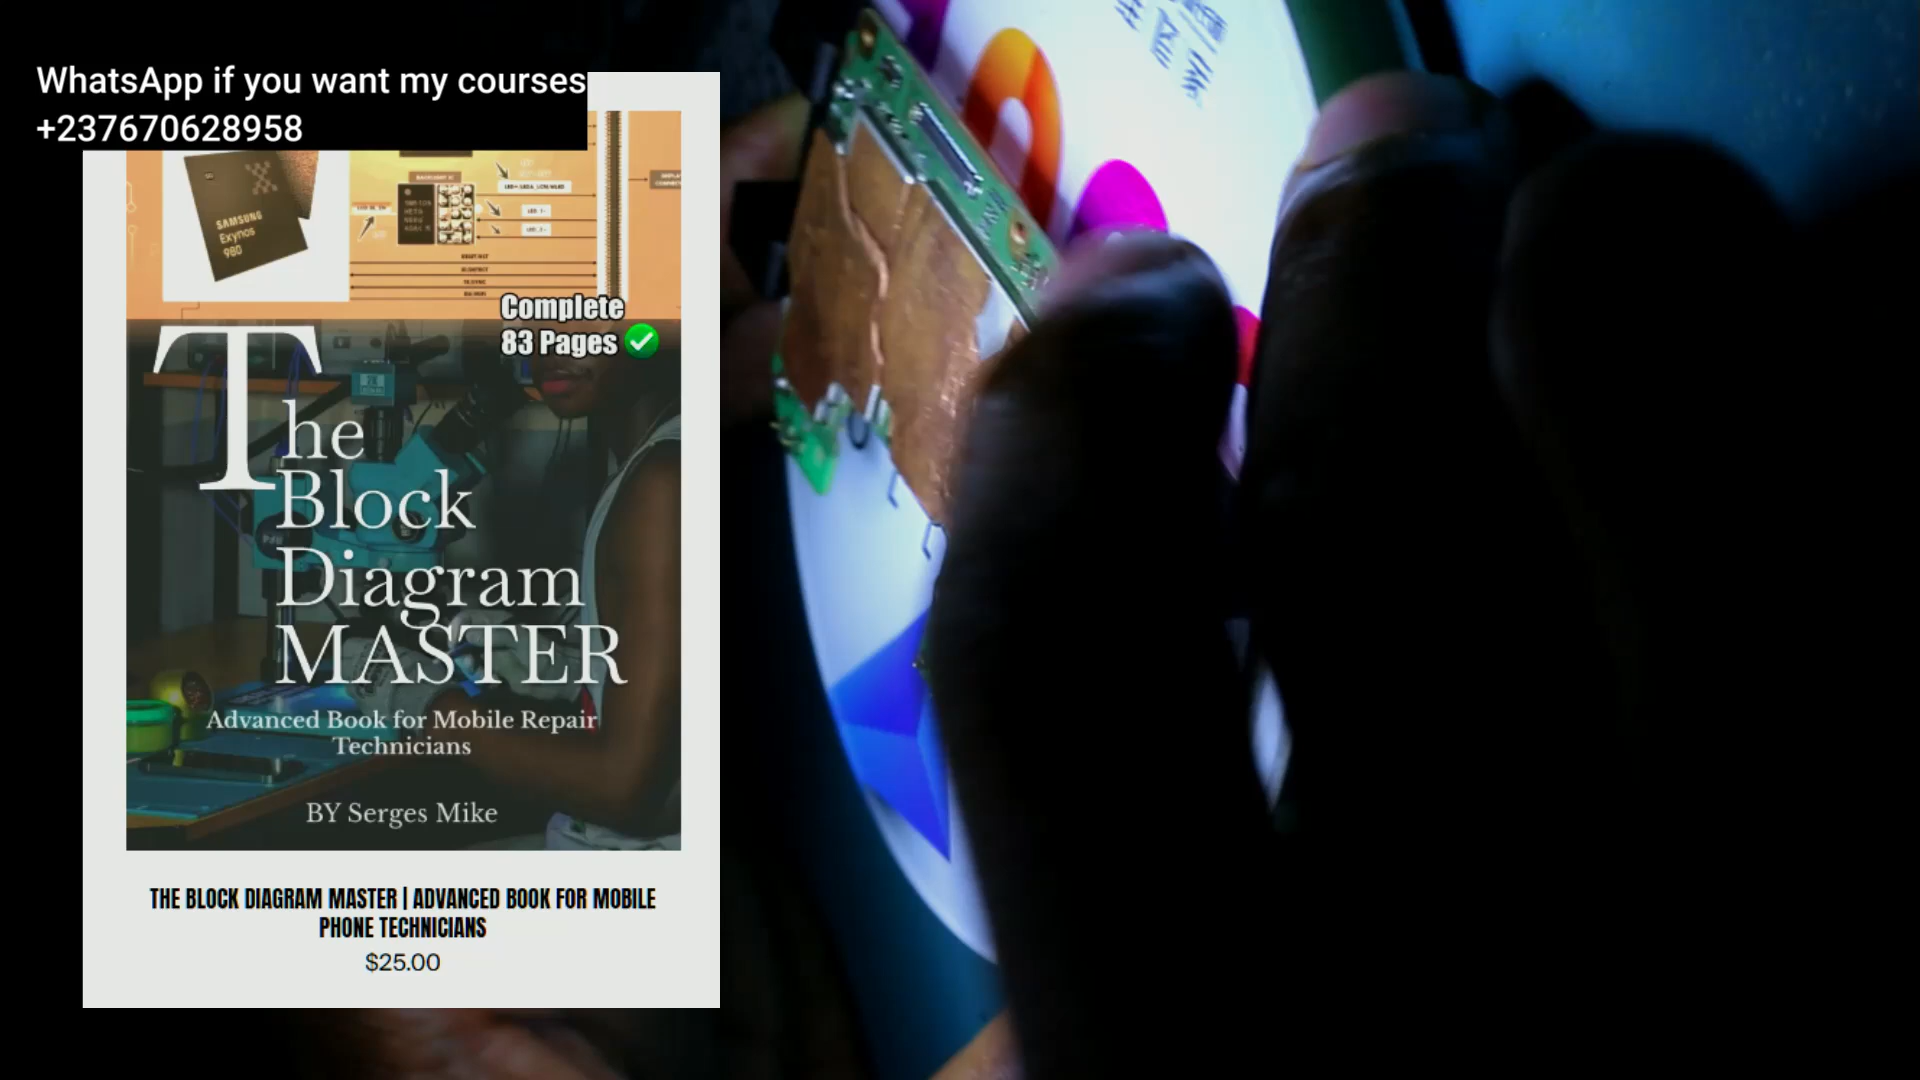 WhatsApp if you want my courses
+237670628958
SAMSUNG
Exynos
980
BACKLIGHT IC
Complete
83 Pages
The
Block
Diagram
MASTER
Advanced Book for Mobile Repair
Technicians
BY Serges Mike
THE BLOCK DIAGRAM MASTER | ADVANCED BOOK FOR MOBILE
PHONE TECHNICIANS
$25.00